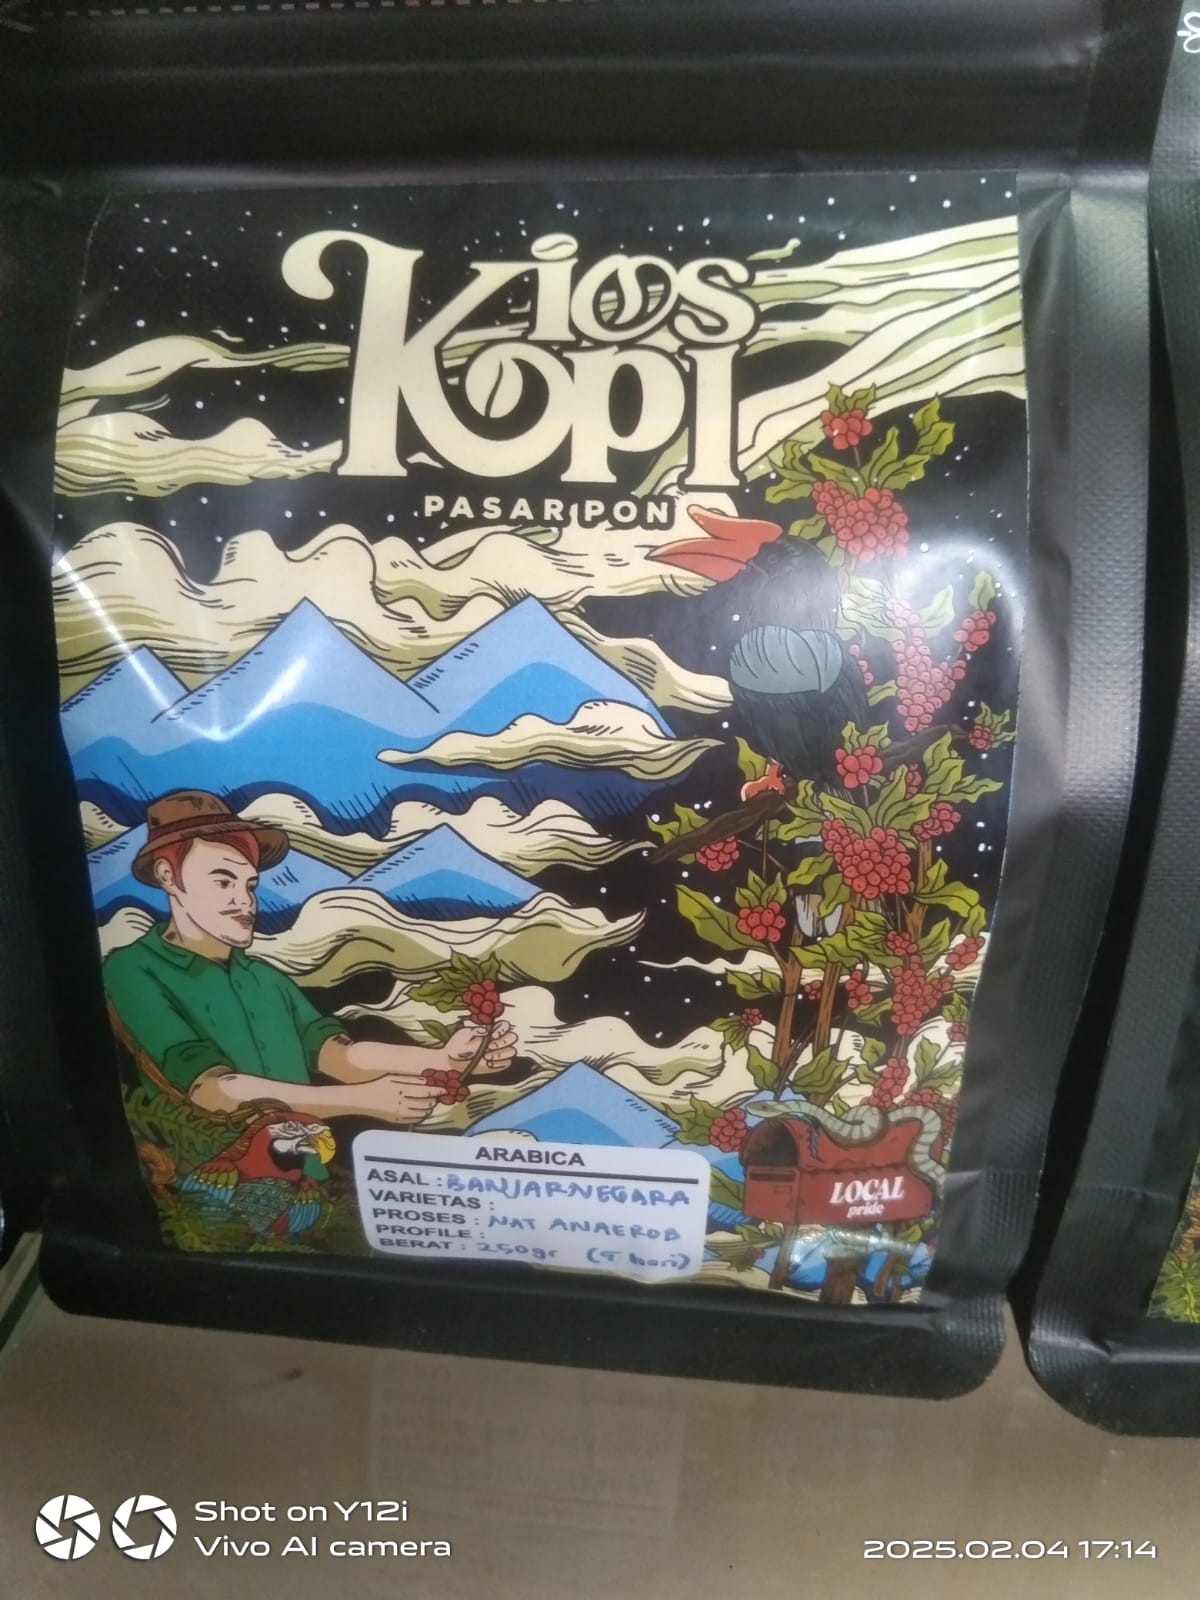 Kios
Kopi
PASAR PON
ARABICA
ASAL : BANJARNEGARA
VARIETAS :
PROSES : NAT ANAEROB
PROFILE :
BERAT : 250gr ( hari)
LOCAL
pride
Shot on Y12i
Vivo AI camera
2025.02.04 17:14